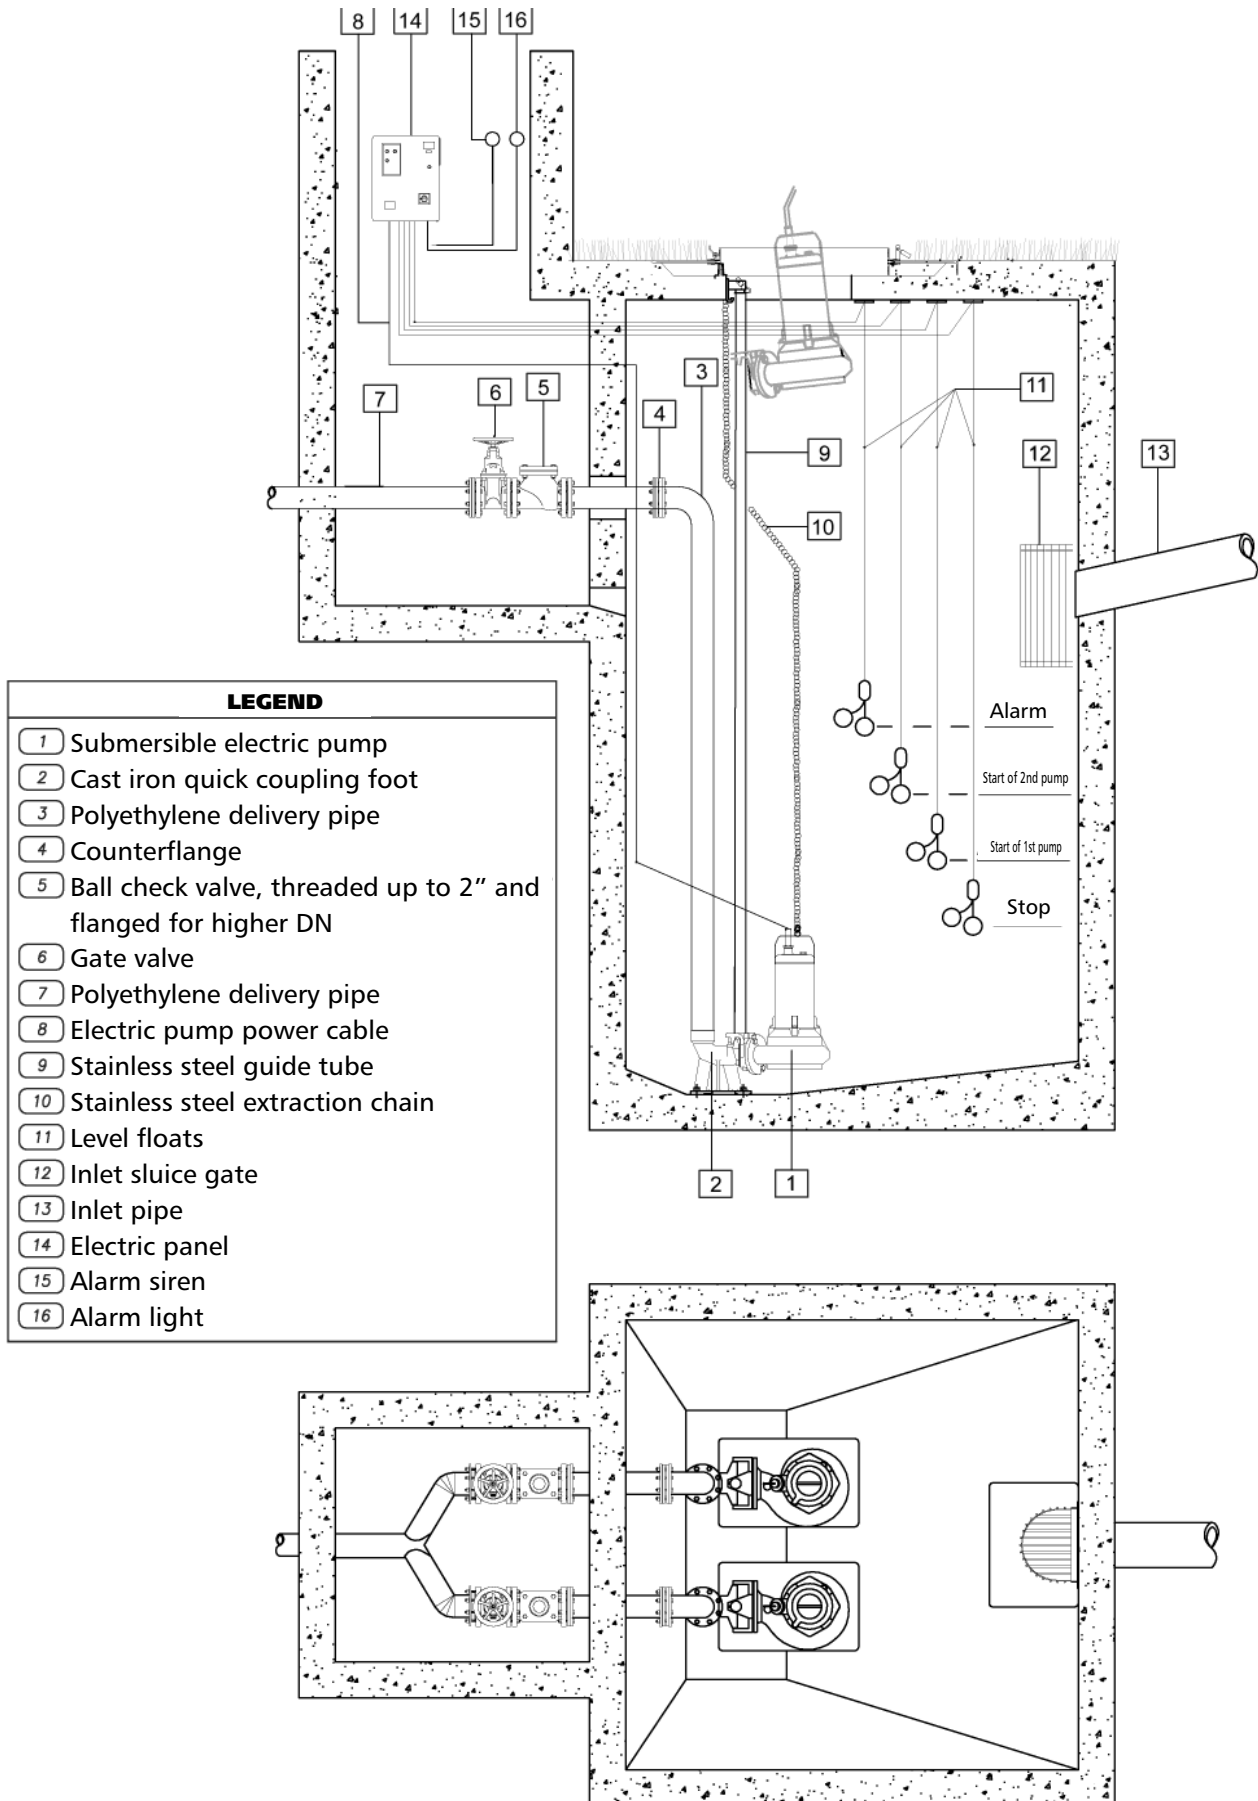 8 14 15 16
3
11
7
6
5
4
9
12
13
10
Alarm
Start of 2nd pump
Start of 1st pump
Stop
2
1
LEGEND
1 Submersible electric pump
2 Cast iron quick coupling foot
3 Polyethylene delivery pipe
4 Counterflange
5 Ball check valve, threaded up to 2” and
flanged for higher DN
6 Gate valve
7 Polyethylene delivery pipe
8 Electric pump power cable
9 Stainless steel guide tube
10 Stainless steel extraction chain
11 Level floats
12 Inlet sluice gate
13 Inlet pipe
14 Electric panel
15 Alarm siren
16 Alarm light